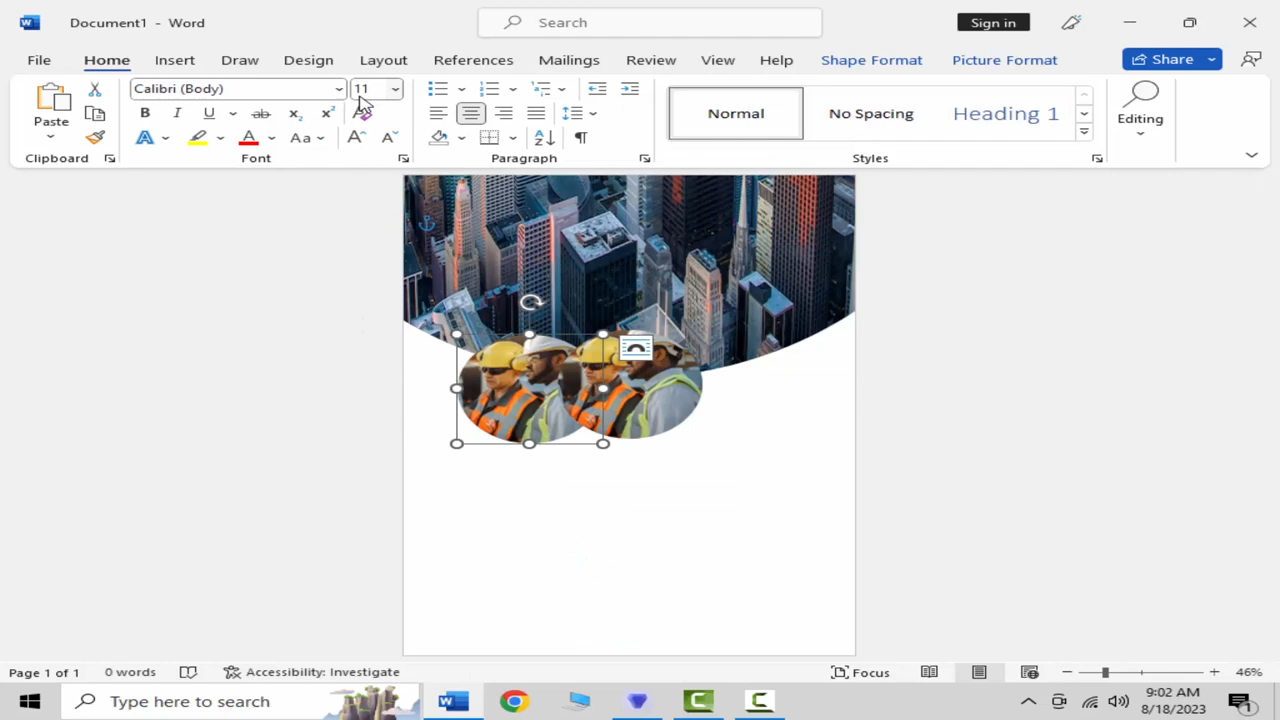 Document1 - Word
Search
Sign in
File Home Insert Draw Design Layout References Mailings Review View Help Shape Format Picture Format
Share
Paste
Clipboard
Calibri (Body)
11
Font
Paragraph
Normal
No Spacing
Heading 1
Styles
Editing
Page 1 of 1
0 words
Accessibility: Investigate
Focus
46%
Type here to search
9:02 AM
8/18/2023